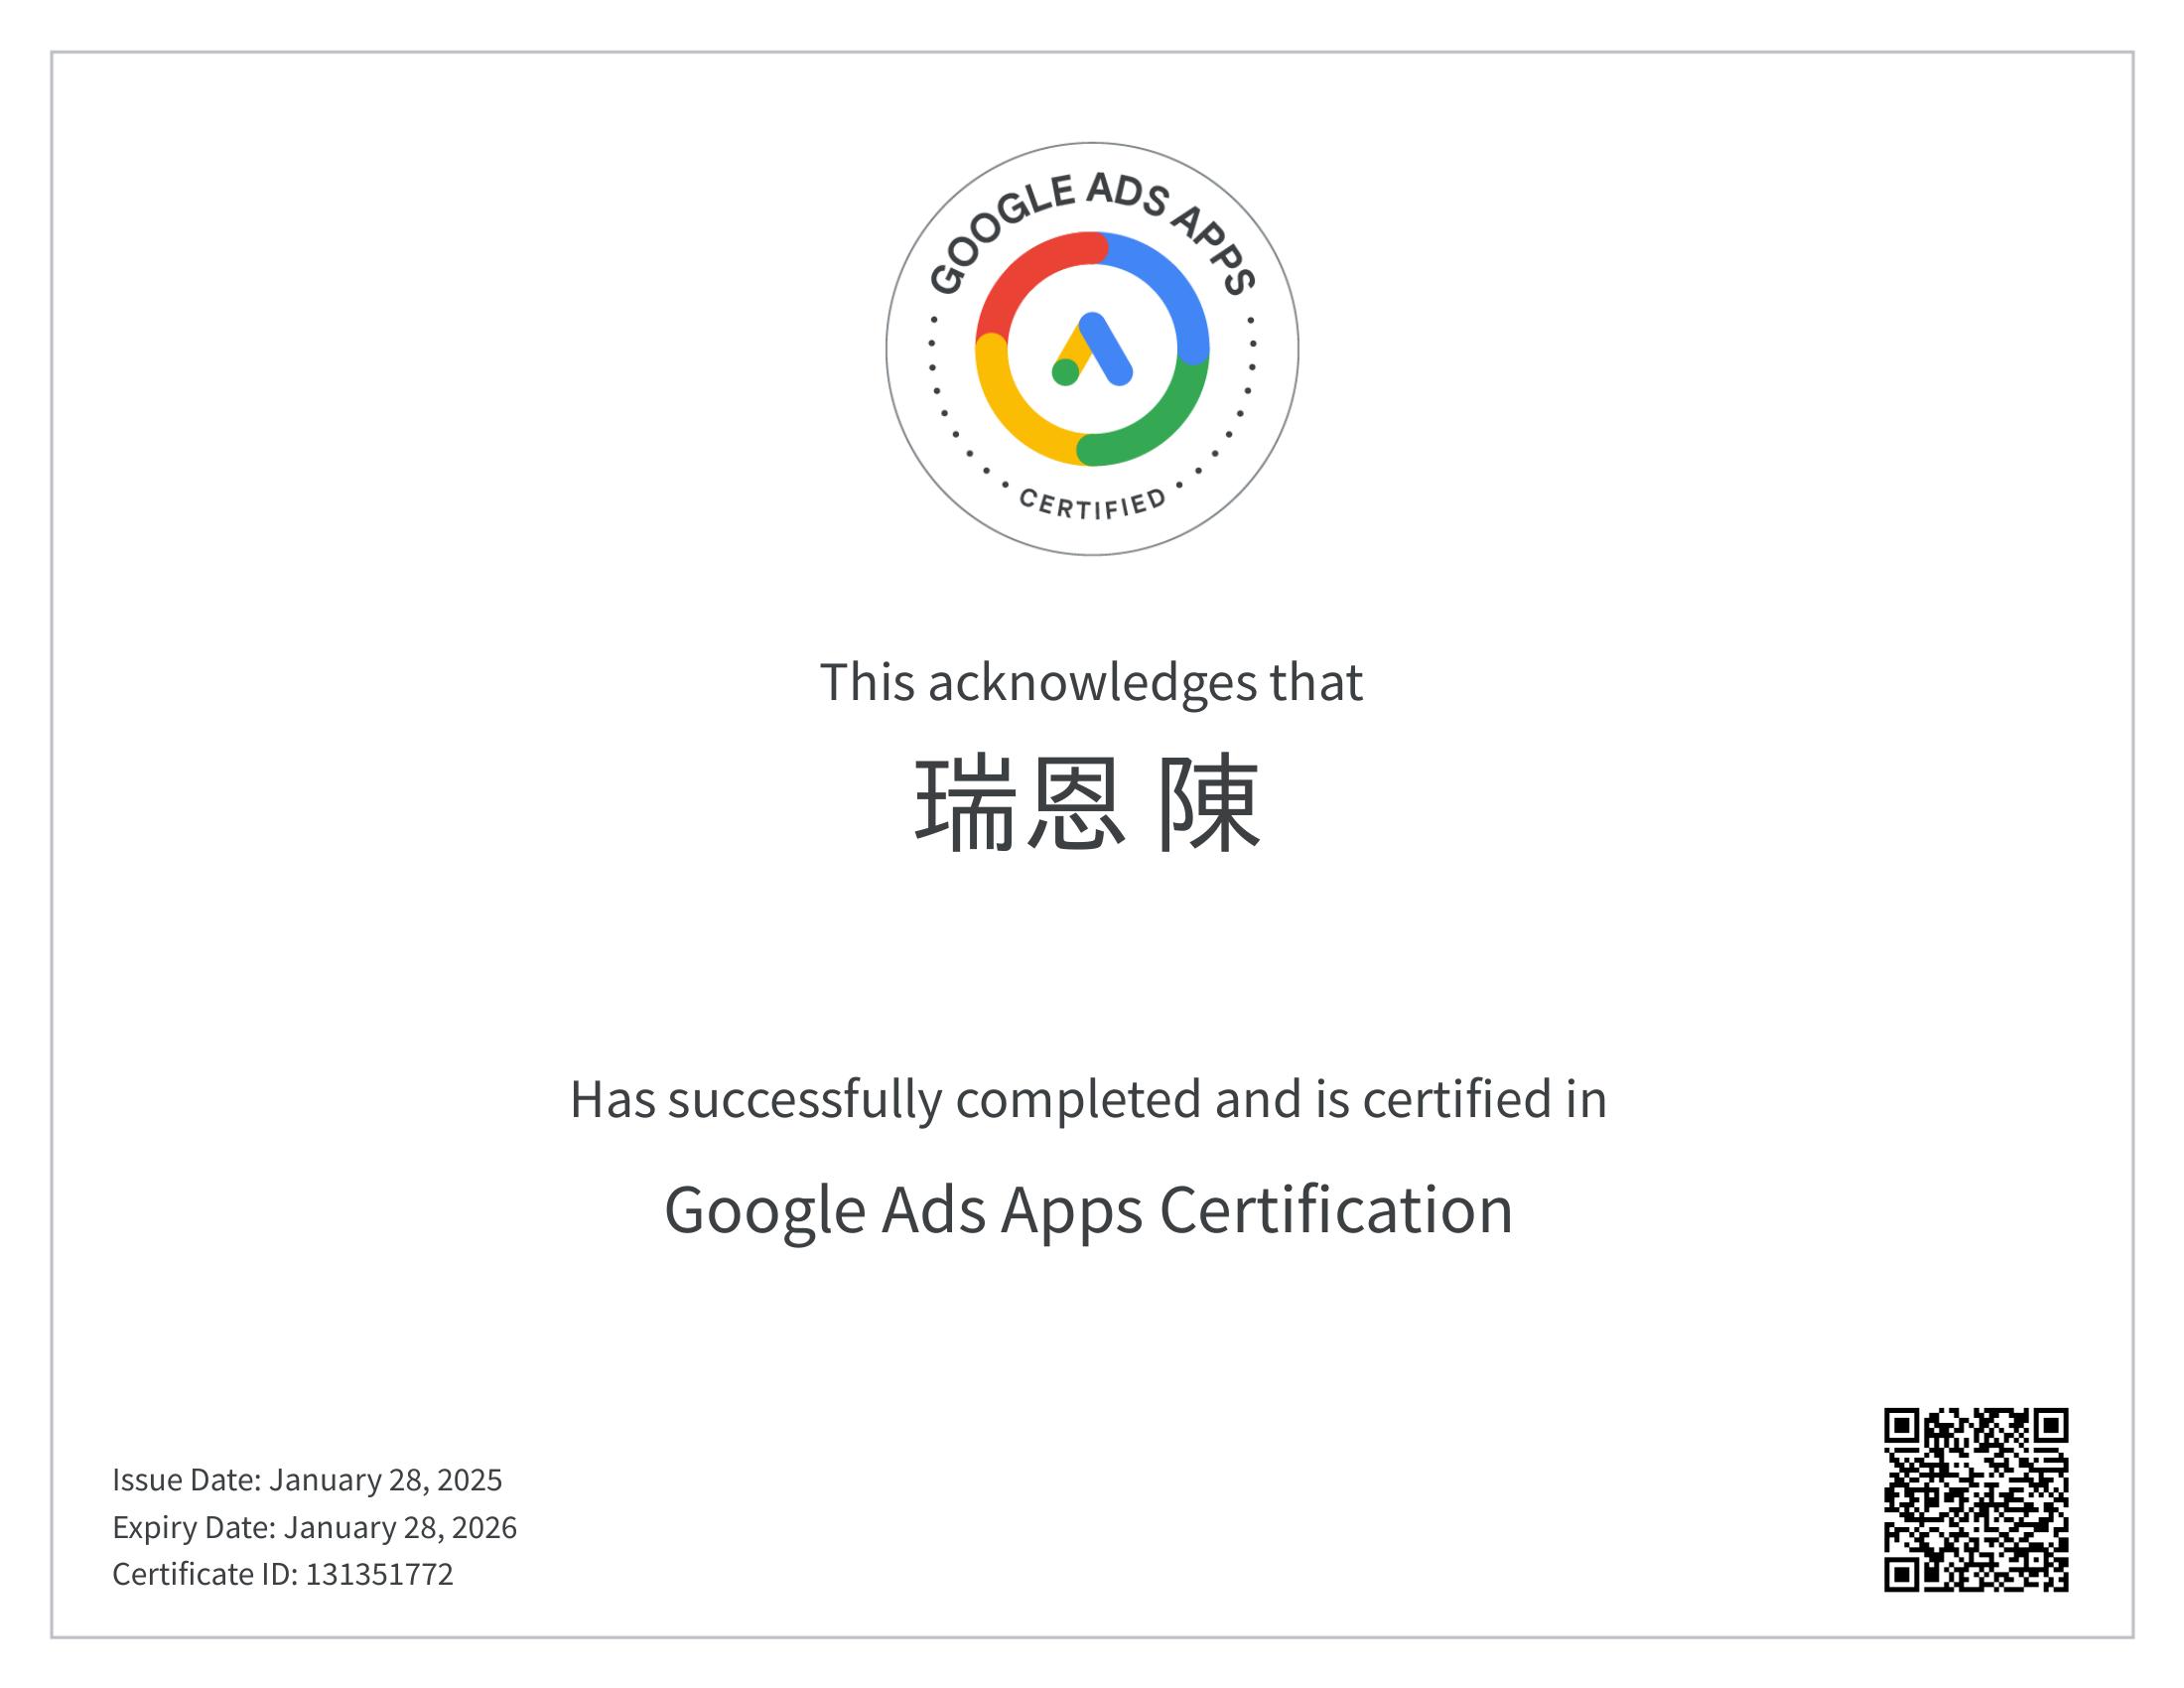 GOOGLE ADS APPS
CERTIFIED
This acknowledges that
瑞恩 陳
Has successfully completed and is certified in
Google Ads Apps Certification
Issue Date: January 28, 2025
Expiry Date: January 28, 2026
Certificate ID: 131351772